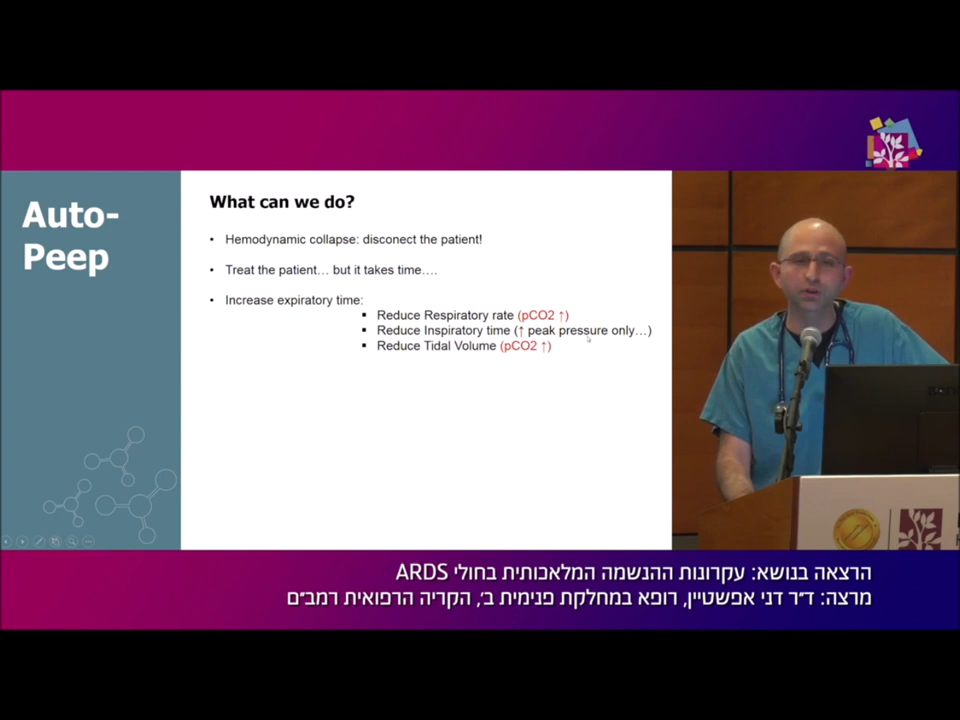 Auto-
Peep
What can we do?
• Hemodynamic collapse: disconect the patient!
• Treat the patient… but it takes time….
• Increase expiratory time:
▪ Reduce Respiratory rate (pCO2 ↑)
▪ Reduce Inspiratory time (↑ peak pressure only…)
▪ Reduce Tidal Volume (pCO2 ↑)
הרצאה בנושא: עקרונות ההנשמה המלאכותית בחולי ARDS
מרצה: ד״ר דני אפשטיין, רופא במחלקת פנימית ב׳, הקריה הרפואית רמב״ם